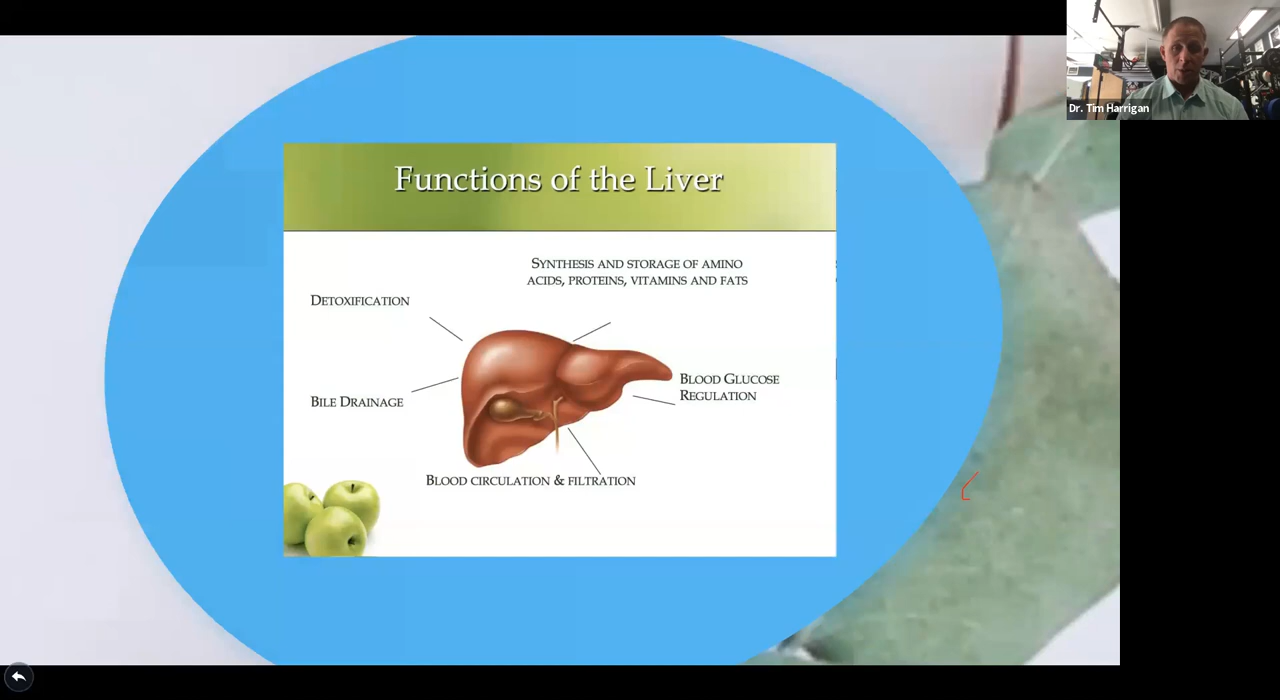 Dr. Tim Harrigan
Functions of the Liver
SYNTHESIS AND STORAGE OF AMINO
ACIDS, PROTEINS, VITAMINS AND FATS
DETOXIFICATION
BLOOD GLUCOSE
REGULATION
BILE DRAINAGE
BLOOD CIRCULATION & FILTRATION